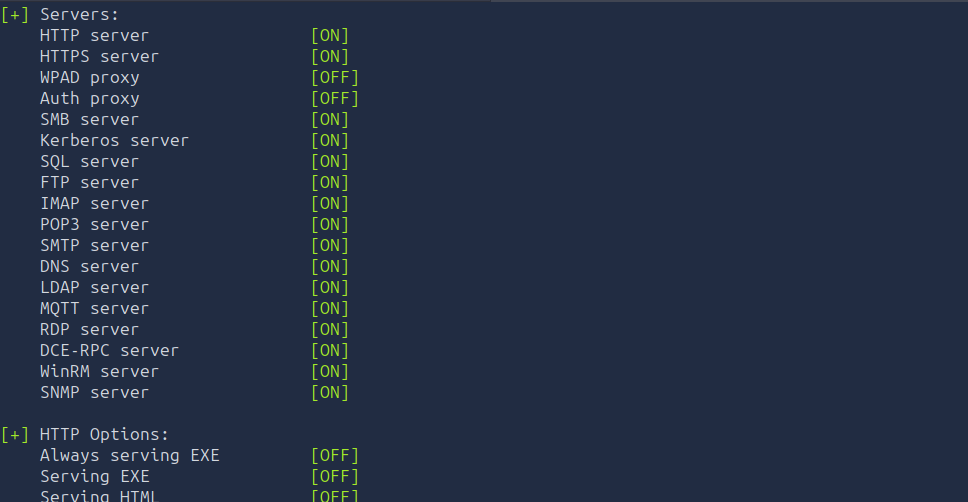 [+] Servers:
HTTP server [ON]
HTTPS server [ON]
WPAD proxy [OFF]
Auth proxy [OFF]
SMB server [ON]
Kerberos server [ON]
SQL server [ON]
FTP server [ON]
IMAP server [ON]
POP3 server [ON]
SMTP server [ON]
DNS server [ON]
LDAP server [ON]
MQTT server [ON]
RDP server [ON]
DCE-RPC server [ON]
WinRM server [ON]
SNMP server [ON]
[+] HTTP Options:
Always serving EXE [OFF]
Serving EXE [OFF]
Serving HTML [OFF]